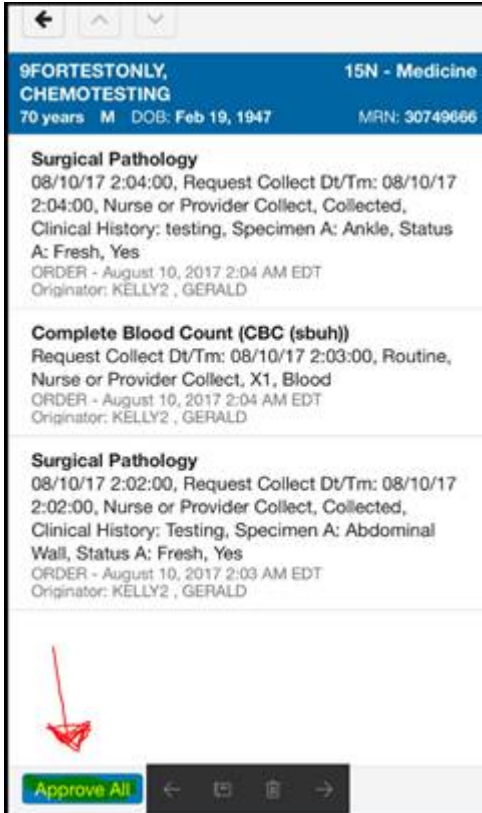 9FORTESTONLY, 15N - Medicine
CHEMOTESTING
70 years M DOB: Feb 19, 1947 MRN: 30749666
Surgical Pathology
08/10/17 2:04:00, Request Collect Dt/Tm: 08/10/17
2:04:00, Nurse or Provider Collect, Collected,
Clinical History: testing, Specimen A: Ankle, Status
A: Fresh, Yes
ORDER - August 10, 2017 2:04 AM EDT
Originator: KELLY2 , GERALD
Complete Blood Count (CBC (sbuh))
Request Collect Dt/Tm: 08/10/17 2:03:00, Routine,
Nurse or Provider Collect, X1, Blood
ORDER - August 10, 2017 2:04 AM EDT
Originator: KELLY2 , GERALD
Surgical Pathology
08/10/17 2:02:00, Request Collect Dt/Tm: 08/10/17
2:02:00, Nurse or Provider Collect, Collected,
Clinical History: Testing, Specimen A: Abdominal
Wall, Status A: Fresh, Yes
ORDER - August 10, 2017 2:03 AM EDT
Originator: KELLY2 , GERALD
Approve All